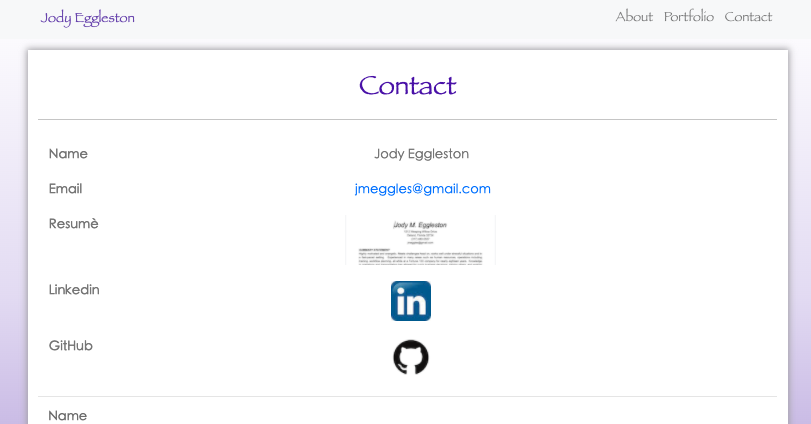 Jody Eggleston
About Portfolio Contact
Contact
Name Jody Eggleston
Email jmeggles@gmail.com
Resumè
Jody M. Eggleston
Linkedin
in
GitHub
Name